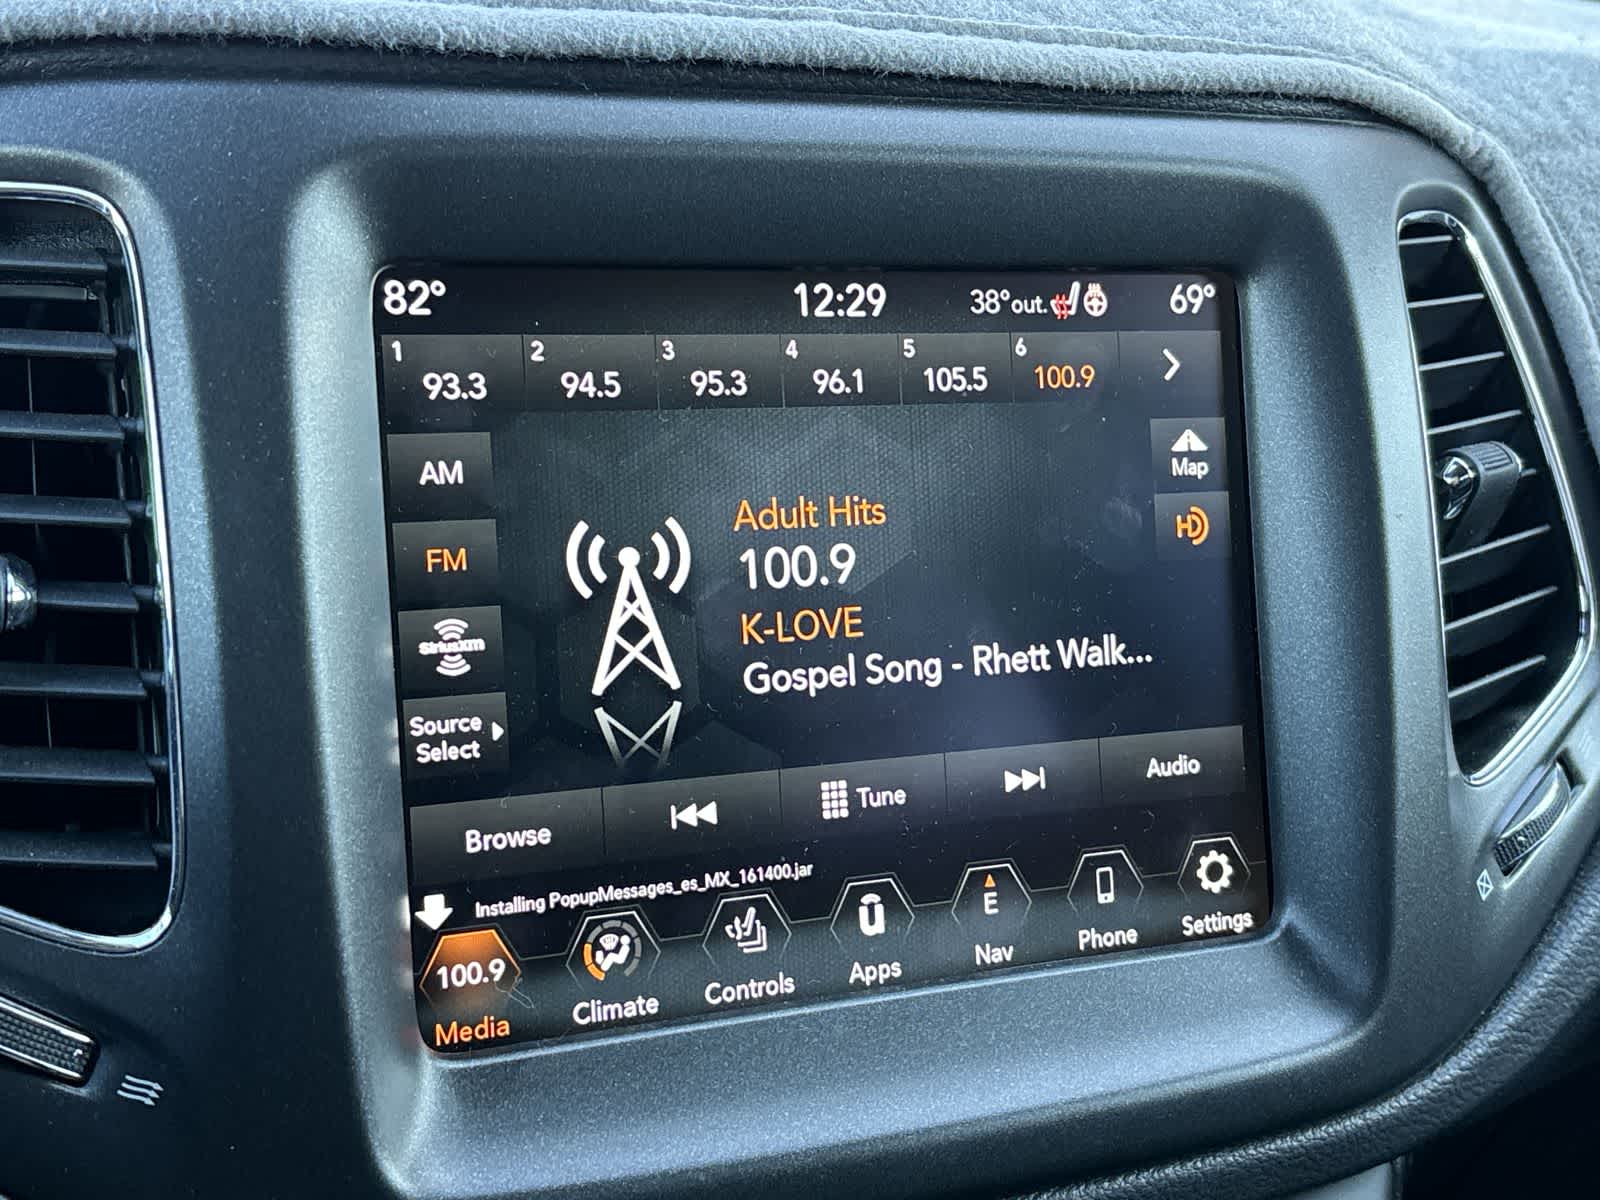 82° 12:29 38°out. 69°
1 2 3 4 5 6
93.3 94.5 95.3 96.1 105.5 100.9
AM
FM
SiriusXM
Source
Select
Map
HD
Adult Hits
100.9
K-LOVE
Gospel Song - Rhett Walk...
Browse Tune Audio
Installing PopupMessages_es_MX_161400.jar
100.9 E
Media Climate Controls Apps Nav Phone Settings